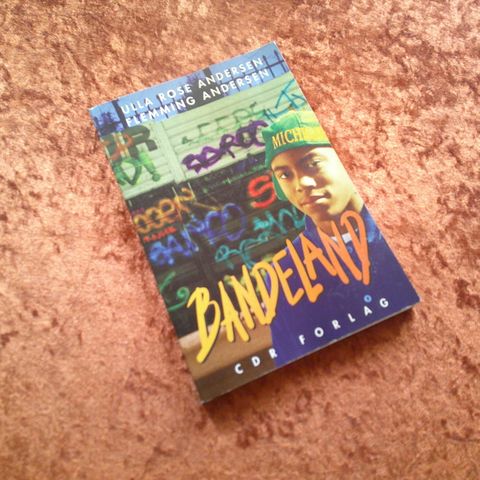 ULLA ROSE ANDERSEN
FLEMMING ANDERSEN
BANDELAND
CDR FORLAG